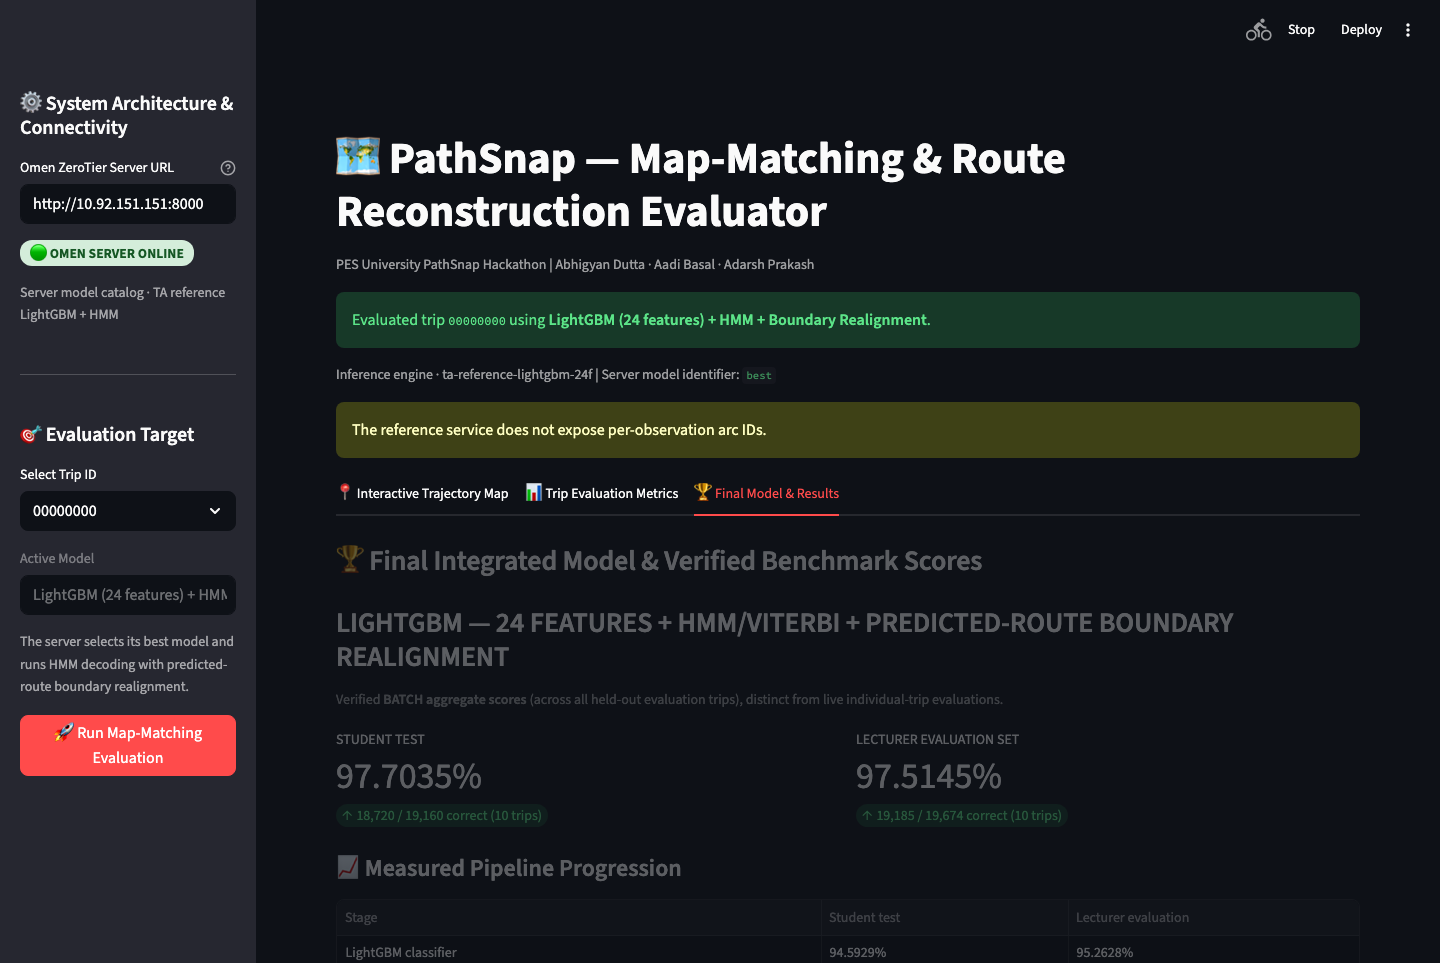 Stop
Deploy
System Architecture &
Connectivity
Omen ZeroTier Server URL
http://10.92.151.151:8000
OMEN SERVER ONLINE
Server model catalog · TA reference
LightGBM + HMM
Evaluation Target
Select Trip ID
00000000
Active Model
LightGBM (24 features) + HMM
The server selects its best model and
runs HMM decoding with predicted-
route boundary realignment.
Run Map-Matching
Evaluation
PathSnap — Map-Matching & Route
Reconstruction Evaluator
PES University PathSnap Hackathon | Abhigyan Dutta · Aadi Basal · Adarsh Prakash
Evaluated trip 00000000 using LightGBM (24 features) + HMM + Boundary Realignment.
Inference engine · ta-reference-lightgbm-24f | Server model identifier: best
The reference service does not expose per-observation arc IDs.
Interactive Trajectory Map
Trip Evaluation Metrics
Final Model & Results
Final Integrated Model & Verified Benchmark Scores
LIGHTGBM — 24 FEATURES + HMM/VITERBI + PREDICTED-ROUTE BOUNDARY
REALIGNMENT
Verified BATCH aggregate scores (across all held-out evaluation trips), distinct from live individual-trip evaluations.
STUDENT TEST
97.7035%
↑ 18,720 / 19,160 correct (10 trips)
LECTURER EVALUATION SET
97.5145%
↑ 19,185 / 19,674 correct (10 trips)
Measured Pipeline Progression
Stage
Student test
Lecturer evaluation
LightGBM classifier
94.5929%
95.2628%